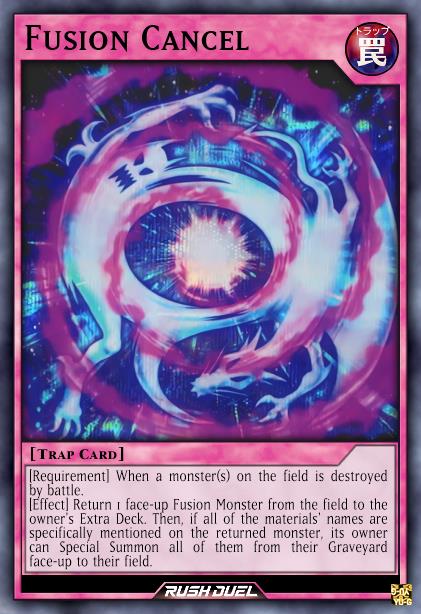 FUSION CANCEL
トラップ
罠
[TRAP CARD]
[Requirement] When a monster(s) on the field is destroyed
by battle.
[Effect] Return 1 face-up Fusion Monster from the field to the
owner's Extra Deck. Then, if all of the materials' names are
specifically mentioned on the returned monster, its owner
can Special Summon all of them from their Graveyard
face-up to their field.
RUSH DUEL